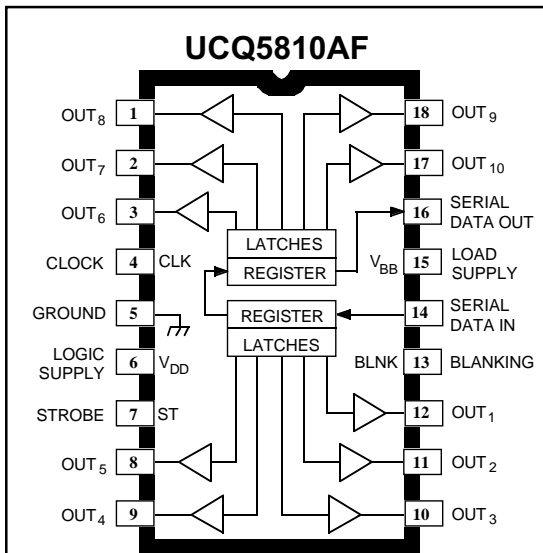 UCQ5810AF
OUT8 1 18 OUT9
OUT7 2 17 OUT10
OUT6 3 16 SERIAL DATA OUT
LATCHES
CLOCK 4 CLK REGISTER VBB 15 LOAD SUPPLY
GROUND 5 REGISTER 14 SERIAL DATA IN
LATCHES
LOGIC SUPPLY 6 VDD BLNK 13 BLANKING
STROBE 7 ST 12 OUT1
OUT5 8 11 OUT2
OUT4 9 10 OUT3